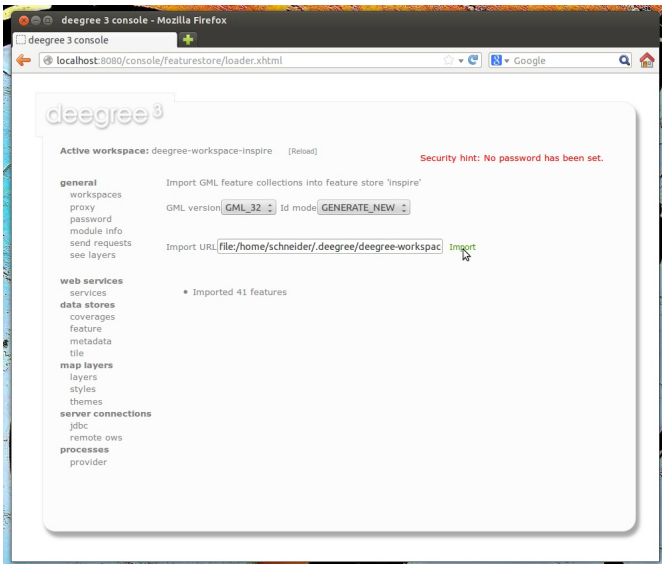 deegree 3 console - Mozilla Firefox
deegree 3 console
localhost:8080/console/featurestore/loader.xhtml
Google
deegree 3
Active workspace: deegree-workspace-inspire [Reload]
Security hint: No password has been set.
general
workspaces
proxy
password
module info
send requests
see layers
web services
services
data stores
coverages
feature
metadata
tile
map layers
layers
styles
themes
server connections
jdbc
remote ows
processes
provider
Import GML feature collections into feature store 'inspire'
GML version GML_32 Id mode GENERATE_NEW
Import URL file:/home/schneider/.deegree/deegree-workspac Import
• Imported 41 features